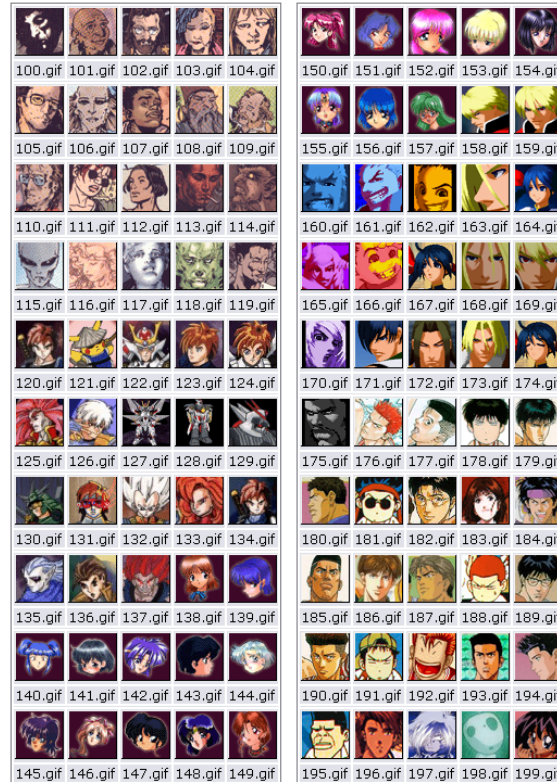 100.gif 101.gif 102.gif 103.gif 104.gif
105.gif 106.gif 107.gif 108.gif 109.gif
110.gif 111.gif 112.gif 113.gif 114.gif
115.gif 116.gif 117.gif 118.gif 119.gif
120.gif 121.gif 122.gif 123.gif 124.gif
125.gif 126.gif 127.gif 128.gif 129.gif
130.gif 131.gif 132.gif 133.gif 134.gif
135.gif 136.gif 137.gif 138.gif 139.gif
140.gif 141.gif 142.gif 143.gif 144.gif
145.gif 146.gif 147.gif 148.gif 149.gif
150.gif 151.gif 152.gif 153.gif 154.gi
155.gif 156.gif 157.gif 158.gif 159.gi
160.gif 161.gif 162.gif 163.gif 164.gi
165.gif 166.gif 167.gif 168.gif 169.gi
170.gif 171.gif 172.gif 173.gif 174.gi
175.gif 176.gif 177.gif 178.gif 179.gi
180.gif 181.gif 182.gif 183.gif 184.gi
185.gif 186.gif 187.gif 188.gif 189.gi
190.gif 191.gif 192.gif 193.gif 194.gi
195.gif 196.gif 197.gif 198.gif 199.gi